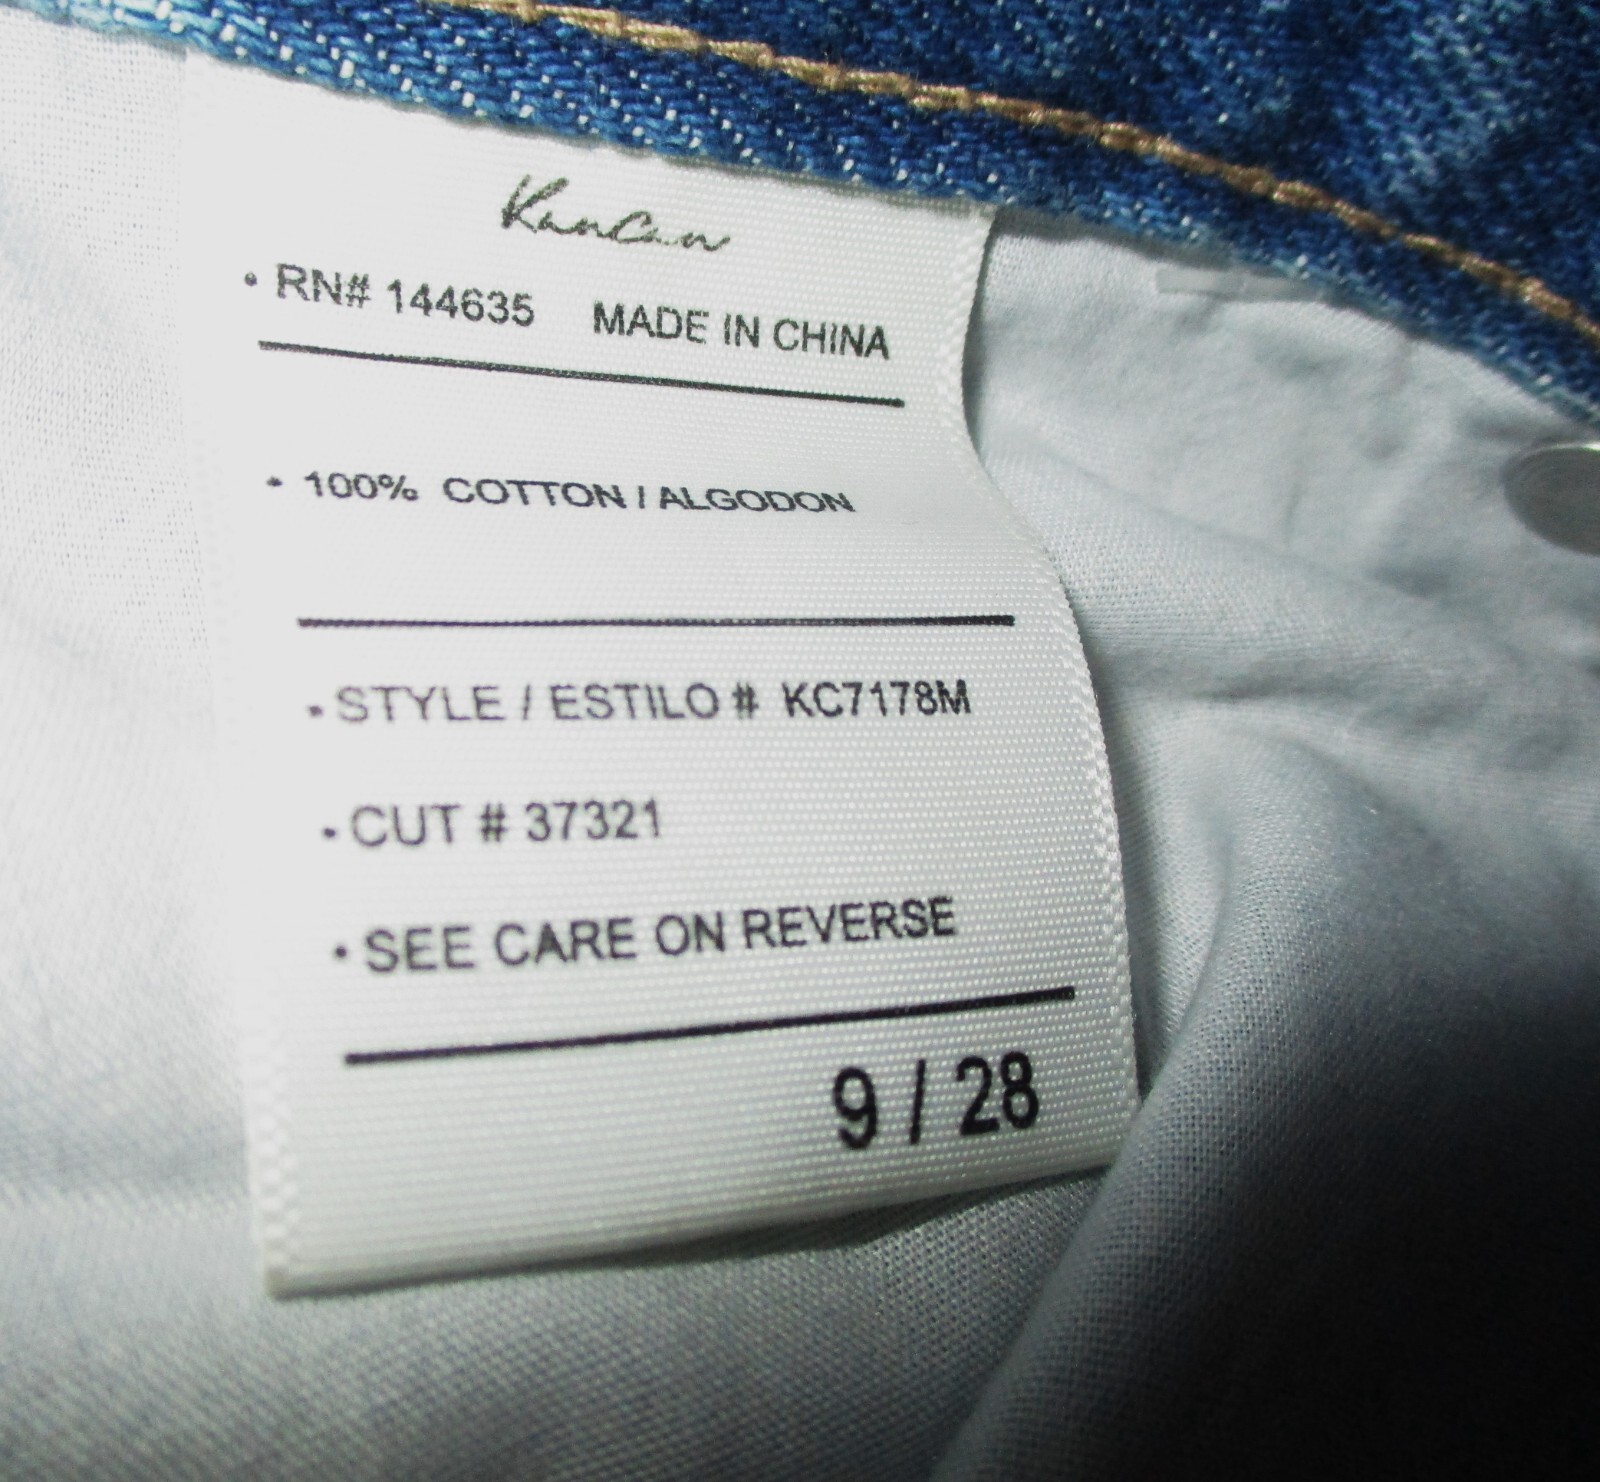 KanCan
• RN# 144635 MADE IN CHINA
• 100% COTTON / ALGODON
• STYLE / ESTILO # KC7178M
• CUT # 37321
• SEE CARE ON REVERSE
9 / 28